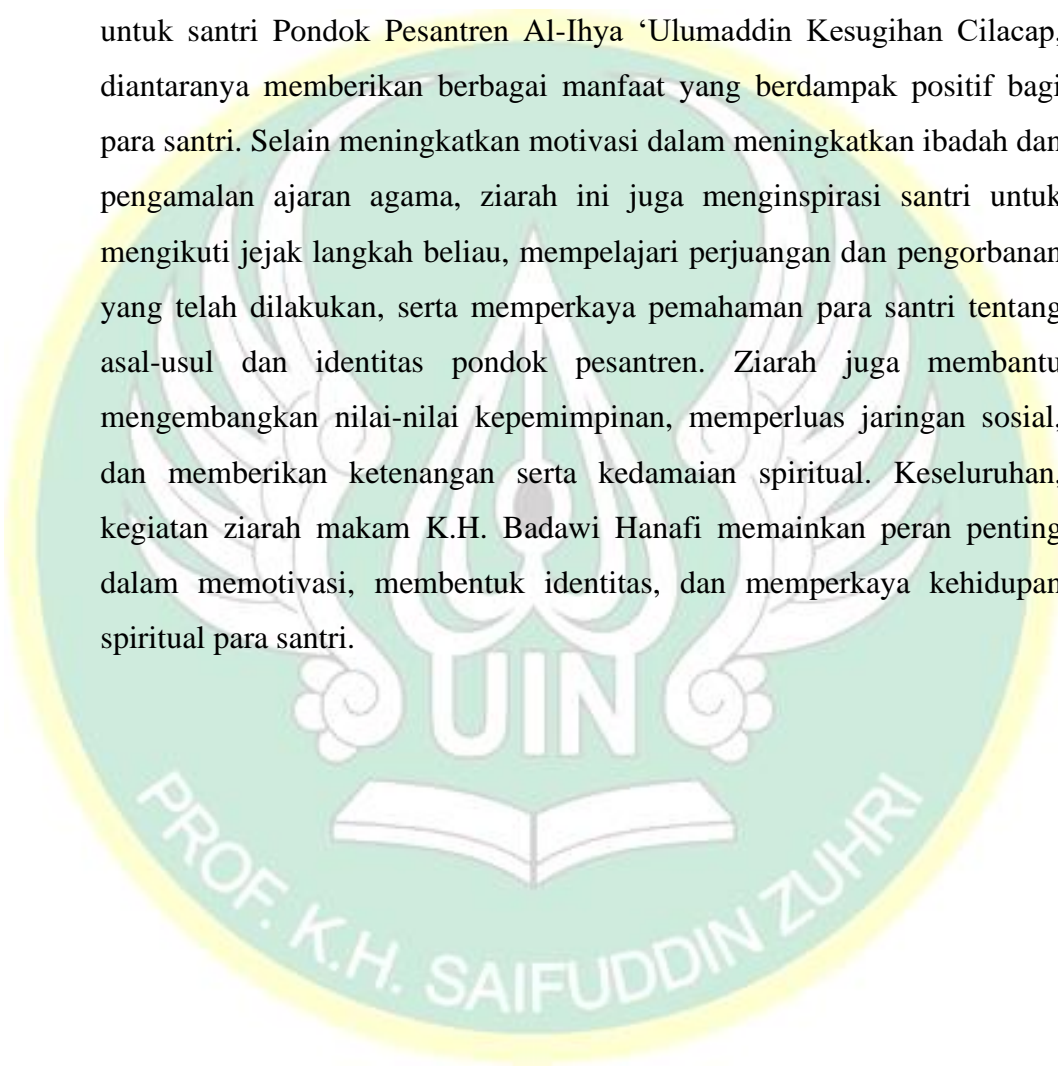 untuk santri Pondok Pesantren Al-Ihya ‘Ulumaddin Kesugihan Cilacap,
diantaranya memberikan berbagai manfaat yang berdampak positif bagi
para santri. Selain meningkatkan motivasi dalam meningkatkan ibadah dan
pengamalan ajaran agama, ziarah ini juga menginspirasi santri untuk
mengikuti jejak langkah beliau, mempelajari perjuangan dan pengorbanan
yang telah dilakukan, serta memperkaya pemahaman para santri tentang
asal-usul dan identitas pondok pesantren. Ziarah juga membantu
mengembangkan nilai-nilai kepemimpinan, memperluas jaringan sosial,
dan memberikan ketenangan serta kedamaian spiritual. Keseluruhan,
kegiatan ziarah makam K.H. Badawi Hanafi memainkan peran penting
dalam memotivasi, membentuk identitas, dan memperkaya kehidupan
spiritual para santri.
UIN
PROF. K.H. SAIFUDDIN ZUHRI